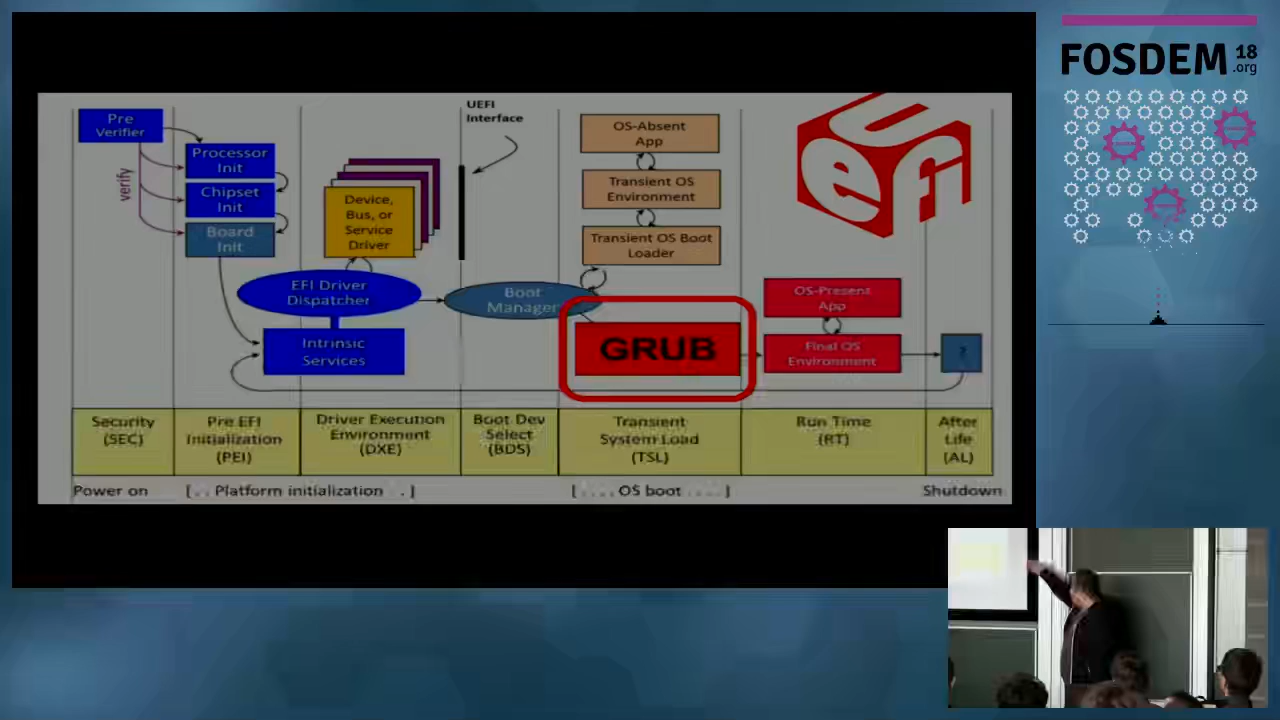 Pre
Verifier
verify
Processor
Init
Chipset
Init
Board
Init
Device,
Bus, or
Service
Driver
EFI Driver
Dispatcher
Intrinsic
Services
UEFI
Interface
Boot
Manager
OS-Absent
App
Transient OS
Environment
Transient OS Boot
Loader
GRUB
UEFI
OS-Present
App
Final OS
Environment
?
Security
(SEC)
Pre EFI
Initialization
(PEI)
Driver Execution
Environment
(DXE)
Boot Dev
Select
(BDS)
Transient
System Load
(TSL)
Run Time
(RT)
After
Life
(AL)
Power on
[ . . Platform initialization . . ]
[ . . . . OS boot . . . . . ]
Shutdown
FOSDEM 18
.org